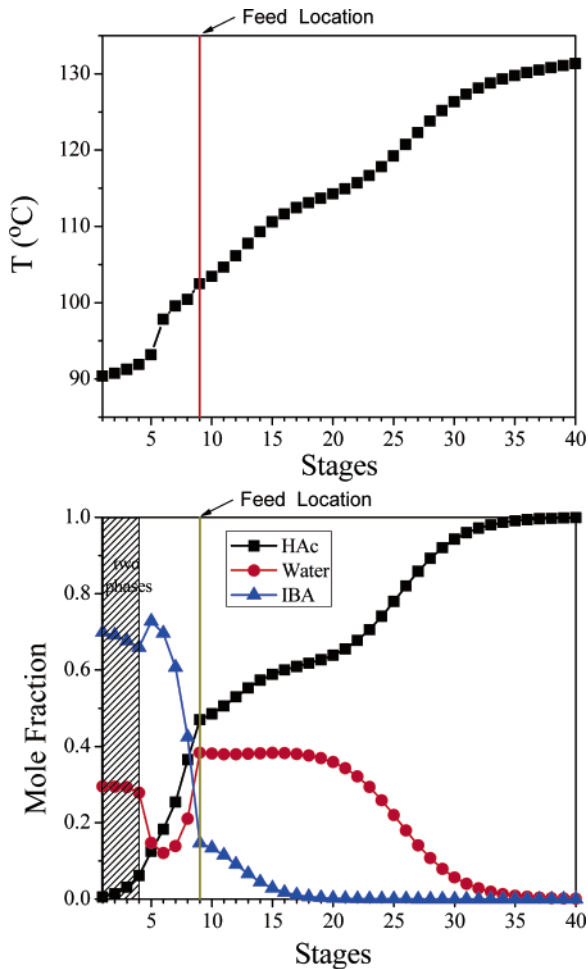 Feed Location
130
120
110
100
90
T (°C)
5 10 15 20 25 30 35 40
Stages
Feed Location
1.0
0.8
0.6
0.4
0.2
0.0
Mole Fraction
two
phases
HAc
Water
IBA
5 10 15 20 25 30 35 40
Stages